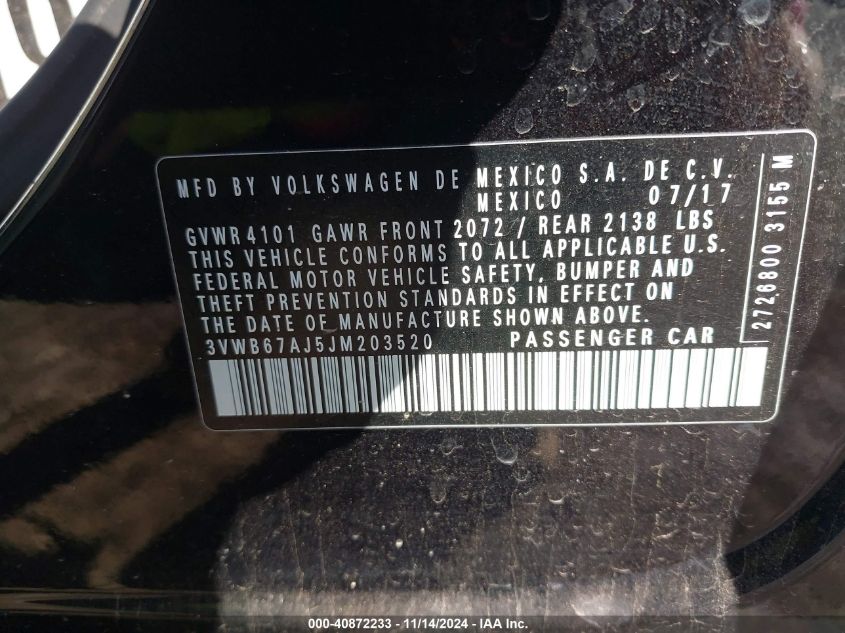 MFD BY VOLKSWAGEN DE MEXICO S.A. DE C.V.
MEXICO 07/17
GVWR 4101 GAWR FRONT 2072 / REAR 2138 LBS
THIS VEHICLE CONFORMS TO ALL APPLICABLE U.S.
FEDERAL MOTOR VEHICLE SAFETY, BUMPER AND
THEFT PREVENTION STANDARDS IN EFFECT ON
THE DATE OF MANUFACTURE SHOWN ABOVE.
3VWB67AJ5JM203520 PASSENGER CAR
2726800 3155 M
000-40872233 - 11/14/2024 - IAA Inc.